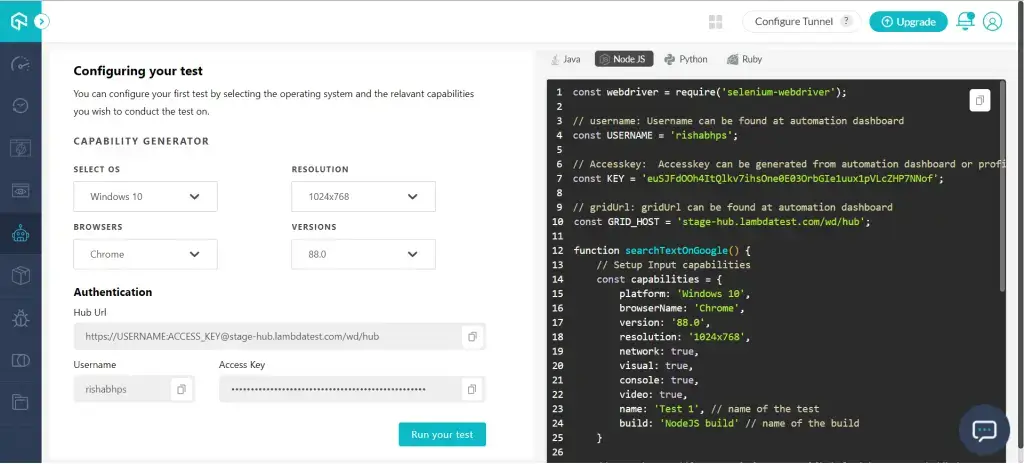 Configure Tunnel ?
Upgrade
Configuring your test
You can configure your first test by selecting the operating system and the relavant capabilities
you wish to conduct the test on.
CAPABILITY GENERATOR
SELECT OS
RESOLUTION
Windows 10
1024x768
BROWSERS
VERSIONS
Chrome
88.0
Authentication
Hub Url
https://USERNAME:ACCESS_KEY@stage-hub.lambdatest.com/wd/hub
Username
Access Key
rishabhps
••••••••••••••••••••••••••••••••••••••••••••••••••
Run your test
Java
Node JS
Python
Ruby
1 const webdriver = require('selenium-webdriver');
2
3 // username: Username can be found at automation dashboard
4 const USERNAME = 'rishabhps';
5
6 // Accesskey:  Accesskey can be generated from automation dashboard or profi
7 const KEY = 'euSJFdOOh4ItQlkv7ihsOne0E03OrbGIe1uux1pVLcZHP7NNof';
8
9 // gridUrl: gridUrl can be found at automation dashboard
10 const GRID_HOST = 'stage-hub.lambdatest.com/wd/hub';
11
12 function searchTextOnGoogle() {
13 // Setup Input capabilities
14 const capabilities = {
15 platform: 'Windows 10',
16 browserName: 'Chrome',
17 version: '88.0',
18 resolution: '1024x768',
19 network: true,
20 visual: true,
21 console: true,
22 video: true,
23 name: 'Test 1', // name of the test
24 build: 'NodeJS build' // name of the build
25 }
26